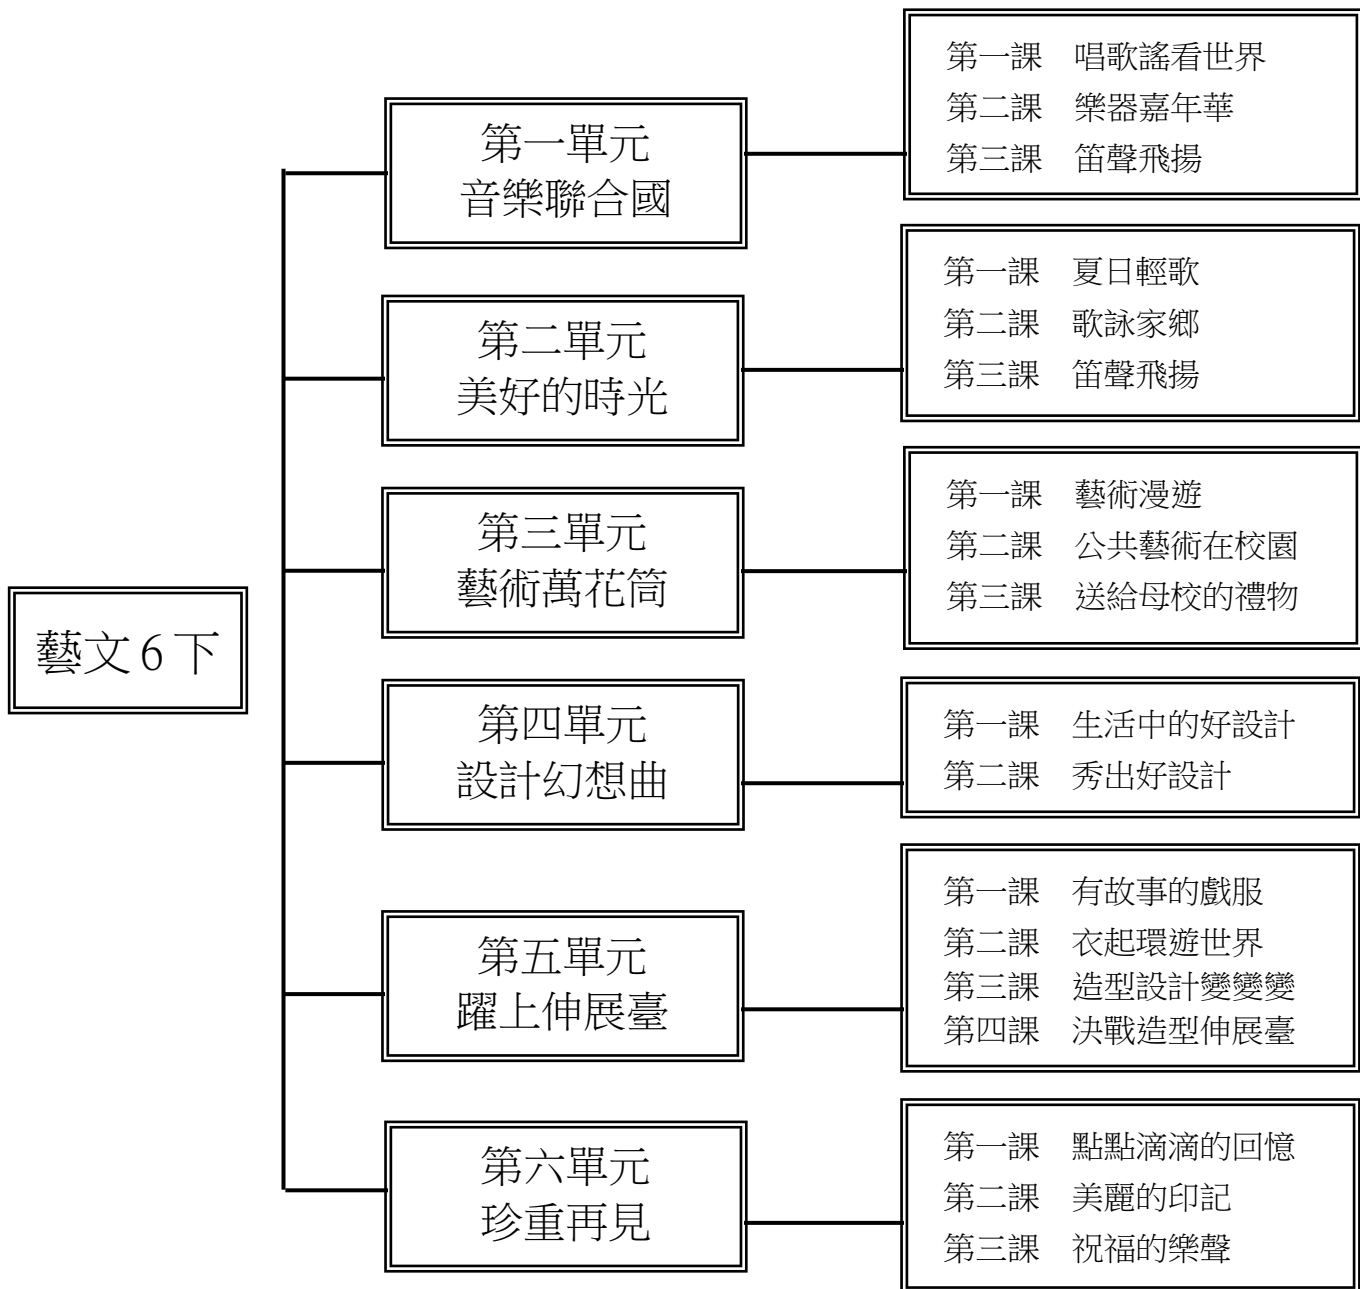 藝文6下
第一單元
音樂聯合國
第一課　唱歌謠看世界
第二課　樂器嘉年華
第三課　笛聲飛揚
第二單元
美好的時光
第一課　夏日輕歌
第二課　歌詠家鄉
第三課　笛聲飛揚
第三單元
藝術萬花筒
第一課　藝術漫遊
第二課　公共藝術在校園
第三課　送給母校的禮物
第四單元
設計幻想曲
第一課　生活中的好設計
第二課　秀出好設計
第五單元
躍上伸展臺
第一課　有故事的戲服
第二課　衣起環遊世界
第三課　造型設計變變變
第四課　決戰造型伸展臺
第六單元
珍重再見
第一課　點點滴滴的回憶
第二課　美麗的印記
第三課　祝福的樂聲